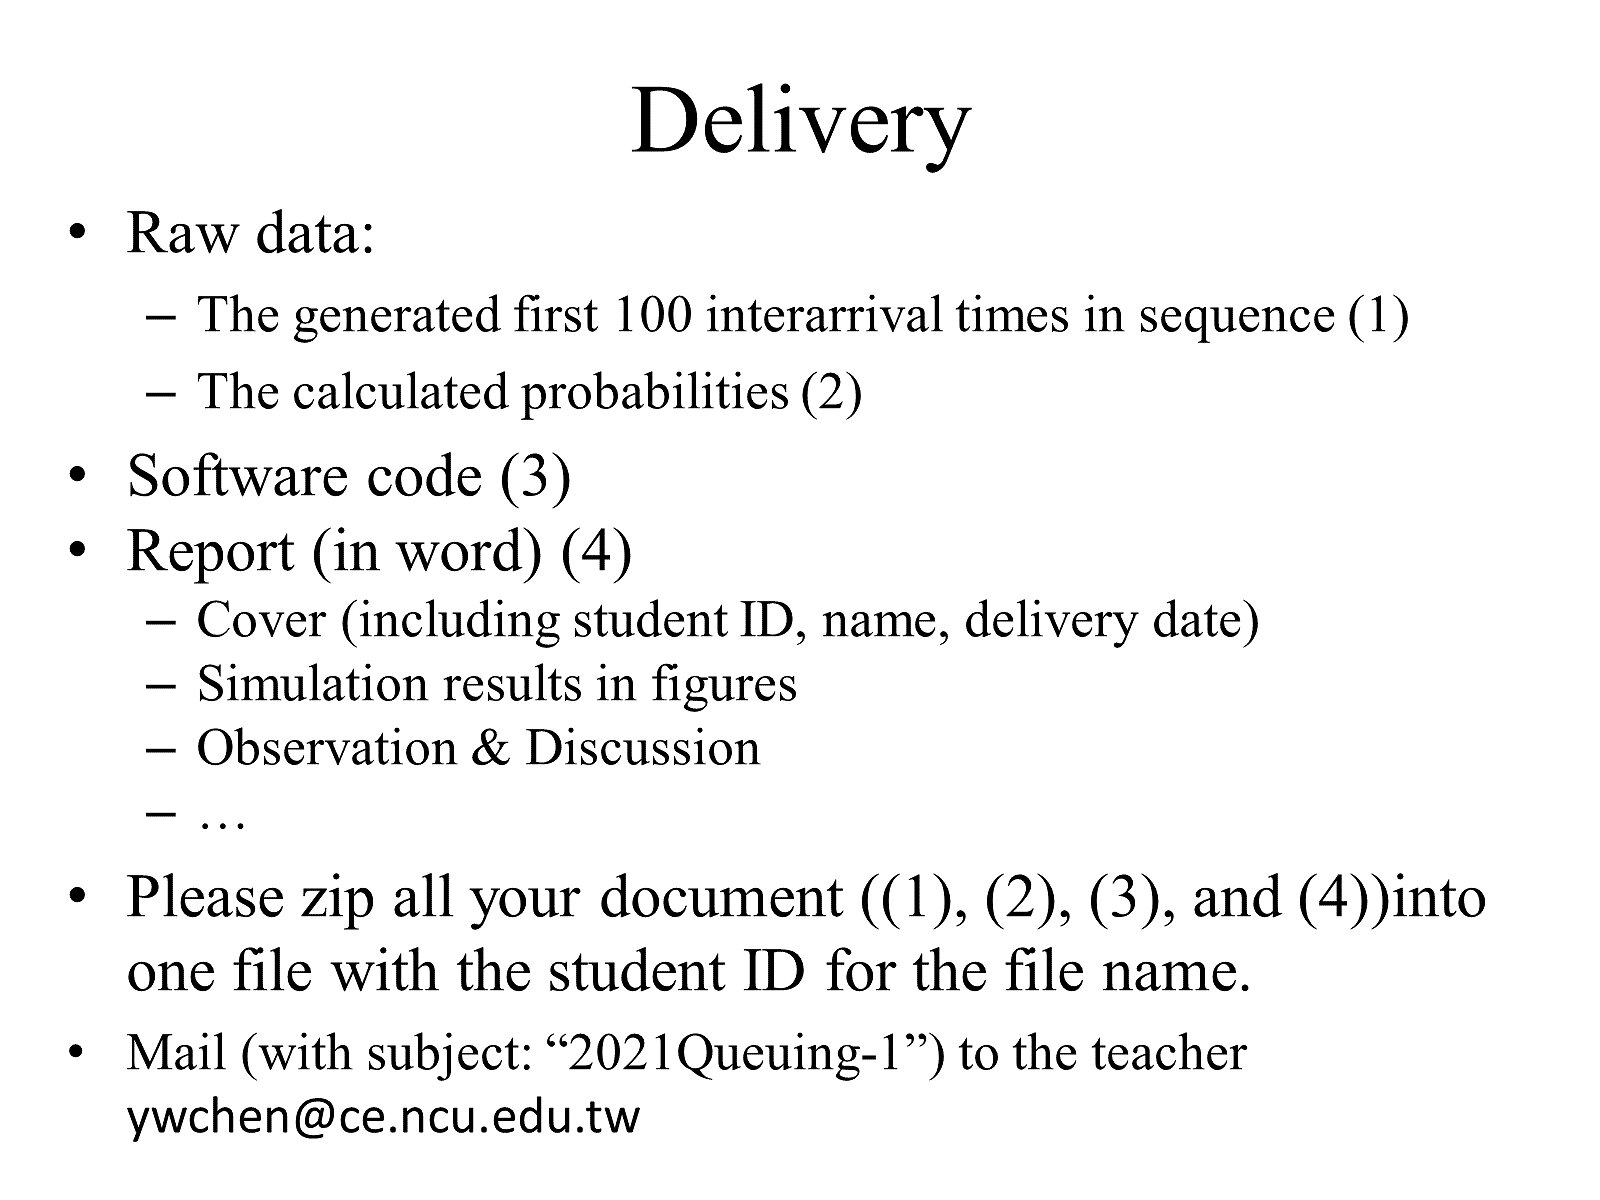 Delivery
• Raw data:
– The generated first 100 interarrival times in sequence (1)
– The calculated probabilities (2)
• Software code (3)
• Report (in word) (4)
– Cover (including student ID, name, delivery date)
– Simulation results in figures
– Observation & Discussion
– …
• Please zip all your document ((1), (2), (3), and (4))into
one file with the student ID for the file name.
• Mail (with subject: “2021Queuing-1”) to the teacher
ywchen@ce.ncu.edu.tw